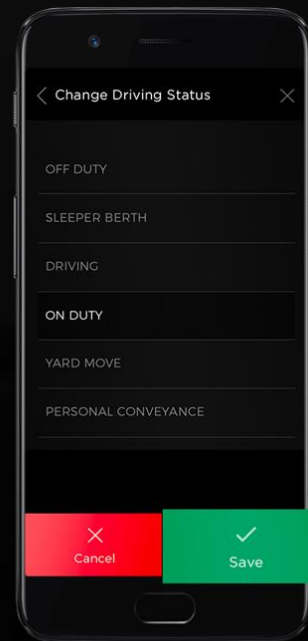 Change Driving Status
OFF DUTY
SLEEPER BERTH
DRIVING
ON DUTY
YARD MOVE
PERSONAL CONVEYANCE
Cancel
Save